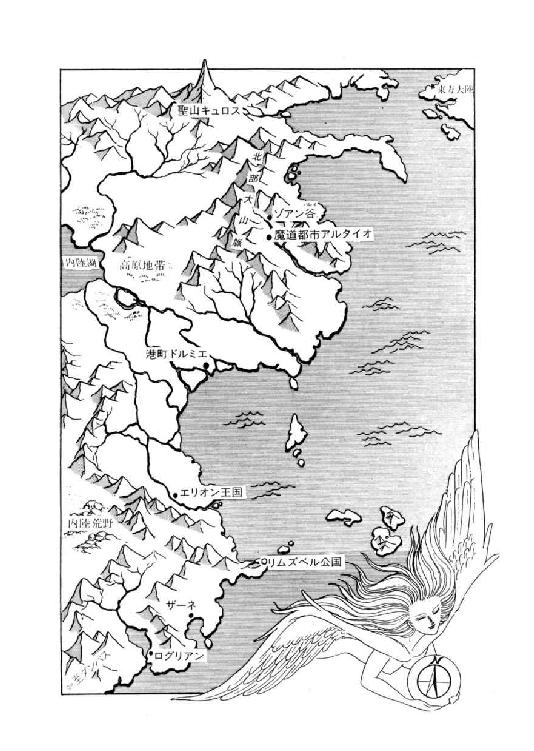 聖山キュロス
東方大陸
北部大山脈
ゾアン谷
魔道都市アルタイオ
内陸湖
高原地帯
港町ドルミエ
エリオン王国
内陸荒野
リムズベル公国
ザーネ
ログリアン
N